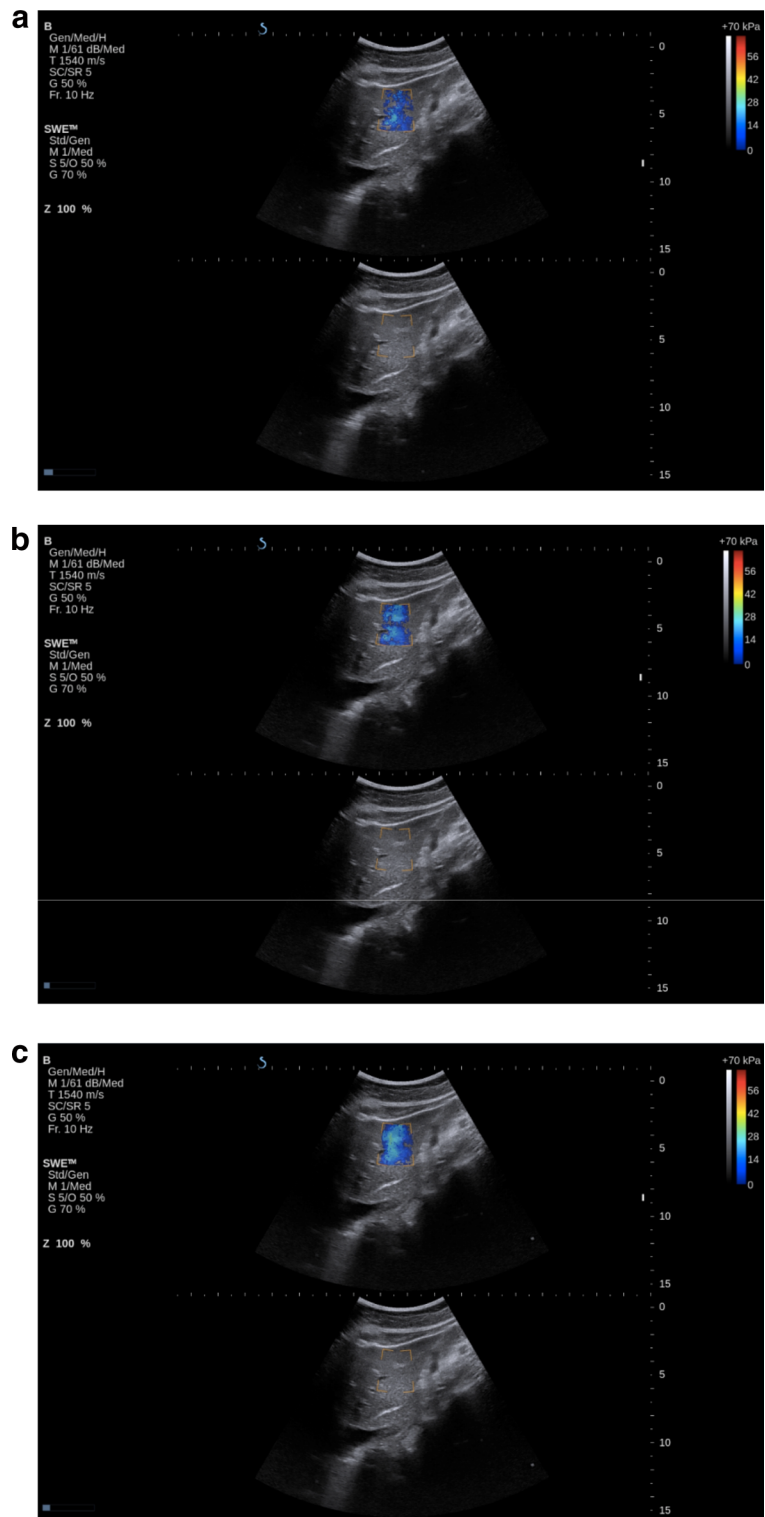 a
B
Gen/Med/H
M 1/61 dB/Med
T 1540 m/s
SC/SR 5
G 50 %
Fr. 10 Hz
SWE™
Std/Gen
M 1/Med
S 5/O 50 %
G 70 %
Z 100 %
+70 kPa
56
42
28
14
0
0
5
10
15
0
5
10
15
b
B
Gen/Med/H
M 1/61 dB/Med
T 1540 m/s
SC/SR 5
G 50 %
Fr. 10 Hz
SWE™
Std/Gen
M 1/Med
S 5/O 50 %
G 70 %
Z 100 %
+70 kPa
56
42
28
14
0
0
5
10
15
0
5
10
15
c
B
Gen/Med/H
M 1/61 dB/Med
T 1540 m/s
SC/SR 5
G 50 %
Fr. 10 Hz
SWE™
Std/Gen
M 1/Med
S 5/O 50 %
G 70 %
Z 100 %
+70 kPa
56
42
28
14
0
0
5
10
15
0
5
10
15